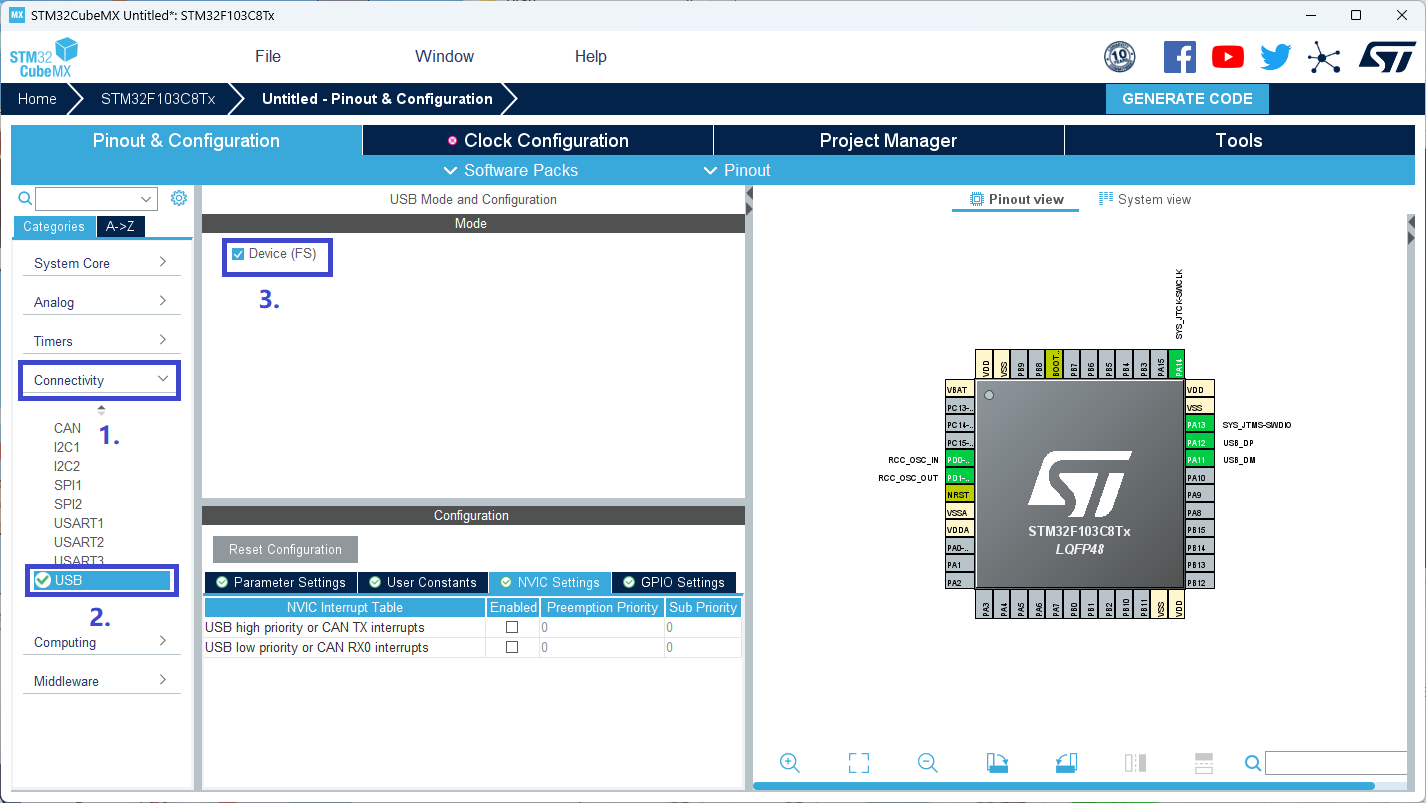 MX STM32CubeMX Untitled*: STM32F103C8Tx
STM32
CubeMX
File Window Help
10
Home STM32F103C8Tx Untitled - Pinout & Configuration GENERATE CODE
Pinout & Configuration Clock Configuration Project Manager Tools
Software Packs Pinout
Categories A->Z
System Core
Analog
Timers
Connectivity
1.
CAN
I2C1
I2C2
SPI1
SPI2
USART1
USART2
USART3
USB
2.
Computing
Middleware
USB Mode and Configuration
Mode
Device (FS)
3.
Configuration
Reset Configuration
Parameter Settings User Constants NVIC Settings GPIO Settings
NVIC Interrupt Table Enabled Preemption Priority Sub Priority
USB high priority or CAN TX interrupts 0 0
USB low priority or CAN RX0 interrupts 0 0
Pinout view System view
SYS_JTCK-SWCLK
VDD VSS PB9 PB8 BOOT.. PB7 PB6 PB5 PB4 PB3 PA15 PA14
VBAT
PC13-..
PC14-..
PC15-..
RCC_OSC_IN PD0-..
RCC_OSC_OUT PD1-..
NRST
VSSA
VDDA
PA0-..
PA1
PA2
STM32F103C8Tx
LQFP48
VDD
VSS
PA13 SYS_JTMS-SWDIO
PA12 USB_DP
PA11 USB_DM
PA10
PA9
PA8
PB15
PB14
PB13
PB12
PA3 PA4 PA5 PA6 PA7 PB0 PB1 PB2 PB10 PB11 VSS VDD